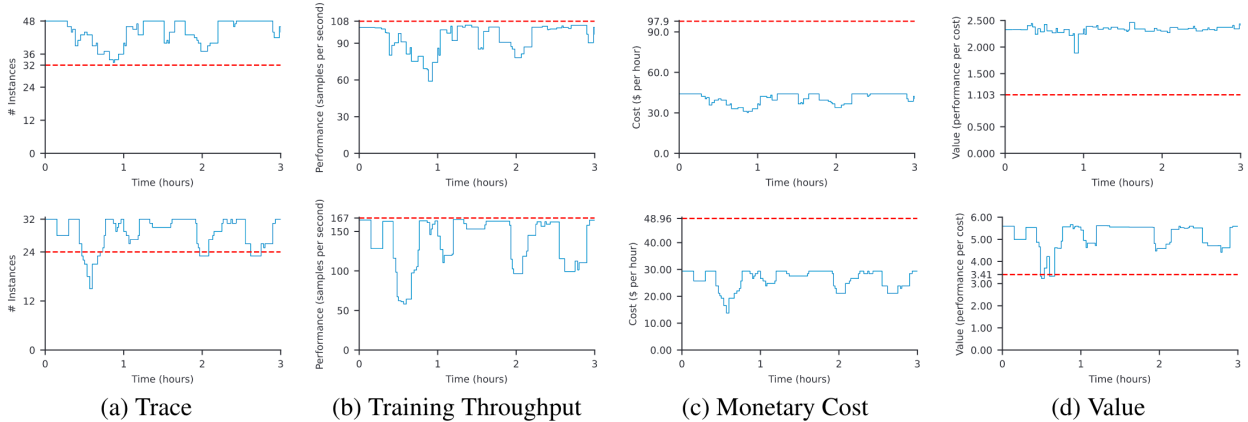 48
36
32
24
12
0
# Instances
0 1 2 3
Time (hours)
108
90
60
30
0
Performance (samples per second)
0 1 2 3
Time (hours)
97.9
90.0
60.0
30.0
0.0
Cost ($ per hour)
0 1 2 3
Time (hours)
2.500
2.000
1.500
1.103
0.500
0.000
Value (performance per cost)
0 1 2 3
Time (hours)
32
24
12
0
# Instances
0 1 2 3
Time (hours)
167
150
100
50
0
Performance (samples per second)
0 1 2 3
Time (hours)
48.96
40.00
30.00
20.00
10.00
0.00
Cost ($ per hour)
0 1 2 3
Time (hours)
6.00
5.00
4.00
3.41
3.00
2.00
1.00
0.00
Value (performance per cost)
0 1 2 3
Time (hours)
(a) Trace
(b) Training Throughput
(c) Monetary Cost
(d) Value